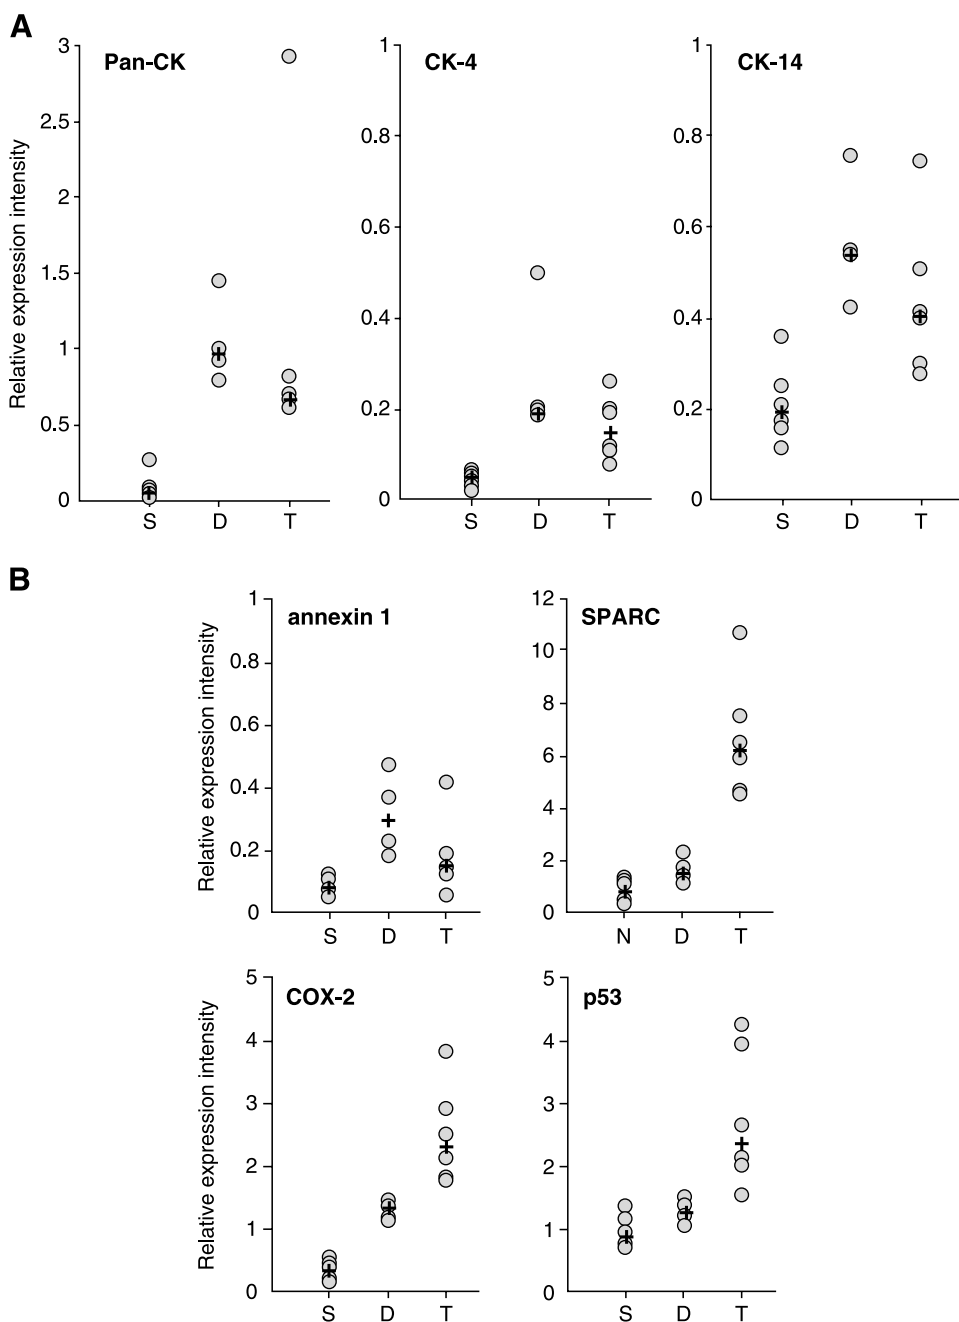 A
Pan-CK
CK-4
CK-14
Relative expression intensity
3
2.5
2
1.5
1
0.5
0
S D T
1
0.8
0.6
0.4
0.2
0
S D T
1
0.8
0.6
0.4
0.2
0
S D T
B
annexin 1
SPARC
Relative expression intensity
1
0.8
0.6
0.4
0.2
0
S D T
12
10
8
6
4
2
0
N D T
COX-2
p53
Relative expression intensity
5
4
3
2
1
0
S D T
5
4
3
2
1
0
S D T